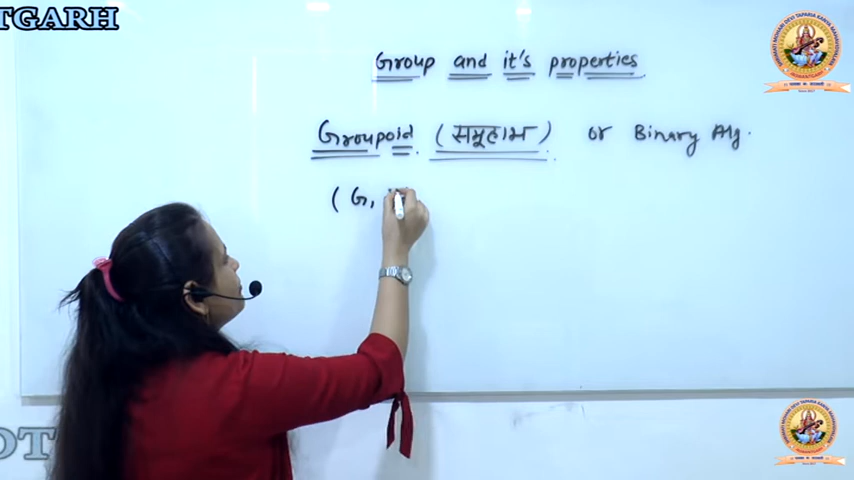 TGARH
Group and it's properties
Groupoid. (समूहाभ) or Binary Alg.
( G,
OT